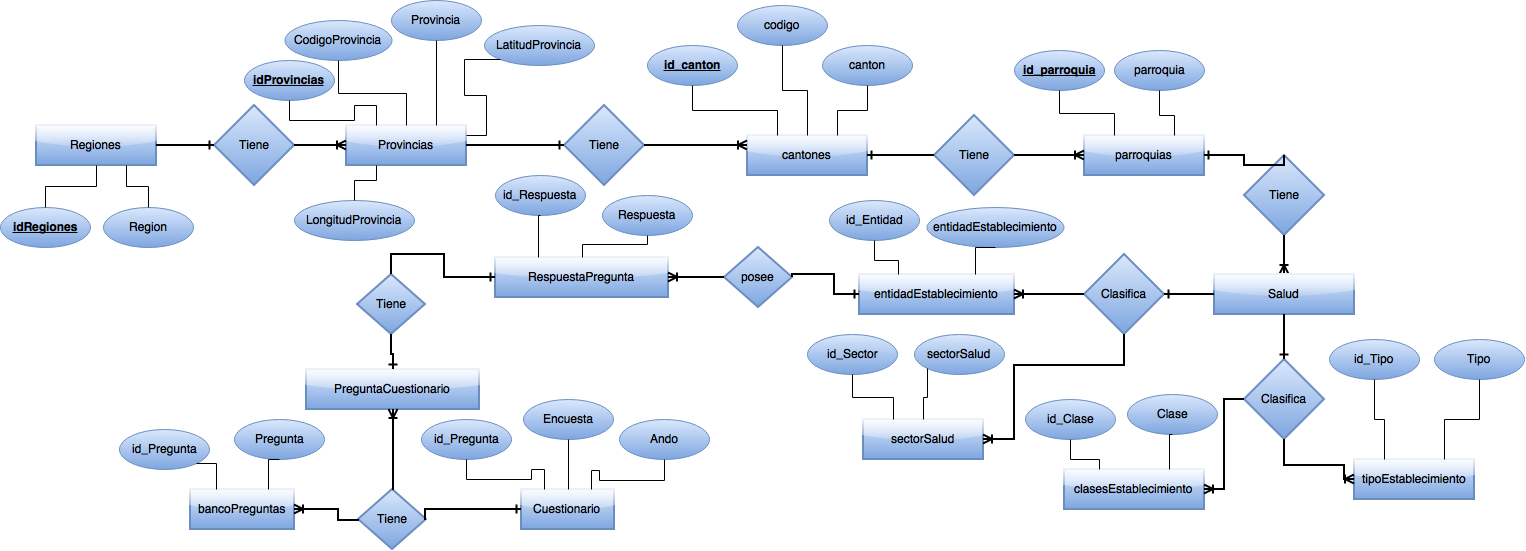 Provincia
CodigoProvincia
LatitudProvincia
idProvincias
codigo
id_canton
canton
id_parroquia
parroquia
Regiones
Tiene
Provincias
Tiene
cantones
Tiene
parroquias
Tiene
idRegiones
Region
LongitudProvincia
id_Respuesta
Respuesta
id_Entidad
entidadEstablecimiento
RespuestaPregunta
posee
entidadEstablecimiento
Clasifica
Salud
Tiene
id_Sector
sectorSalud
id_Tipo
Tipo
PreguntaCuestionario
Clasifica
id_Clase
Clase
id_Pregunta
Pregunta
id_Pregunta
Encuesta
Ando
sectorSalud
clasesEstablecimiento
tipoEstablecimiento
bancoPreguntas
Tiene
Cuestionario